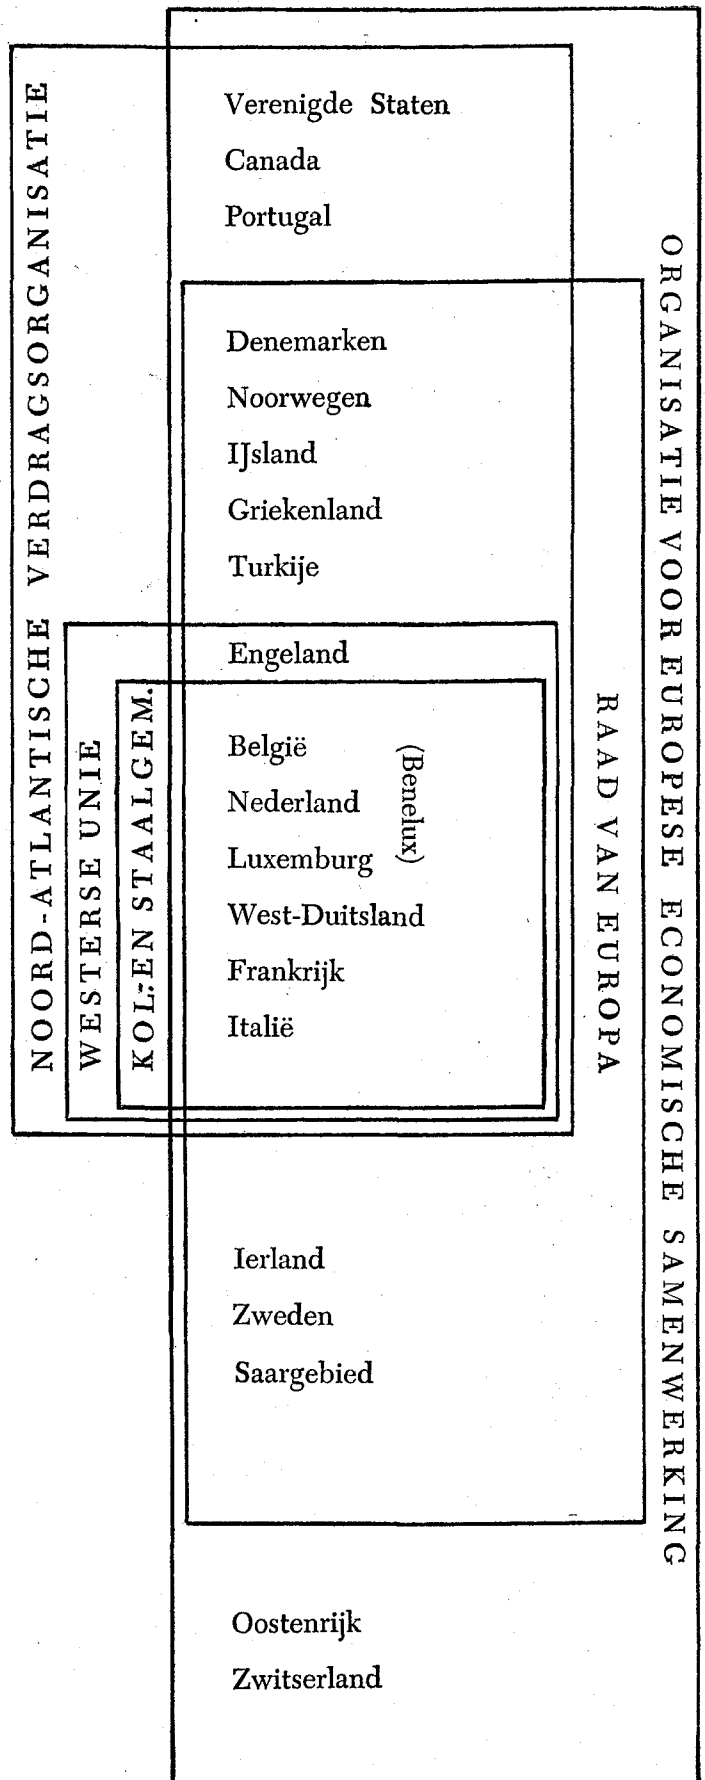 NOORD-ATLANTISCHE VERDRAGSORGANISATIE
WESTERSE UNIE
KOL.-EN STAALGEM.
Verenigde Staten
Canada
Portugal
Denemarken
Noorwegen
IJsland
Griekenland
Turkije
Engeland
België
Nederland
Luxemburg
(Benelux)
West-Duitsland
Frankrijk
Italië
Ierland
Zweden
Saargebied
Oostenrijk
Zwitserland
RAAD VAN EUROPA
ORGANISATIE VOOR EUROPESE ECONOMISCHE SAMENWERKING